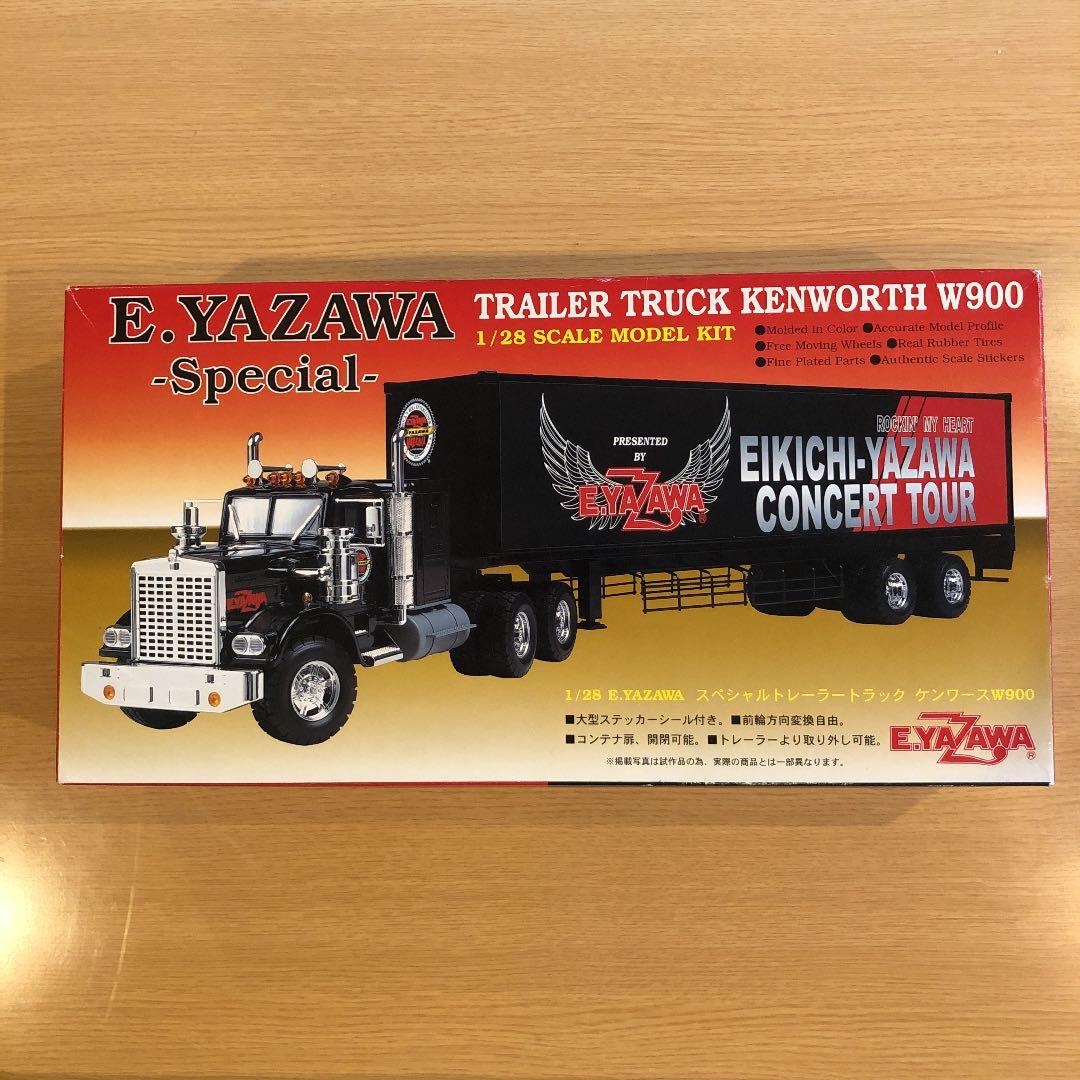 E.YAZAWA
-Special-
TRAILER TRUCK KENWORTH W900
1/28 SCALE MODEL KIT
●Molded in Color ●Accurate Model Profile
●Free Moving Wheels ●Real Rubber Tires
●Fine Plated Parts ●Authentic Scale Stickers
YAZAWA
PRESENTED
BY
E.YAZAWA®
ROCKIN' MY HEART
EIKICHI-YAZAWA
CONCERT TOUR
E.YAZAWA
1/28 E.YAZAWA スペシャルトレーラートラック ケンワースW900
■大型ステッカーシール付き。■前輪方向変換自由。
■コンテナ扉、開閉可能。■トレーラーより取り外し可能。
※掲載写真は試作品の為、実際の商品とは一部異なります。
E.YAZAWA®